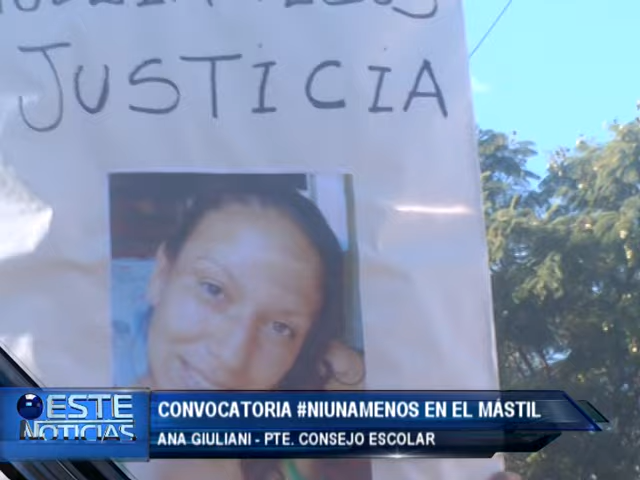 JUSTICIA
OESTE
NOTICIAS
CONVOCATORIA #NIUNAMENOS EN EL MÁSTIL
ANA GIULIANI - PTE. CONSEJO ESCOLAR